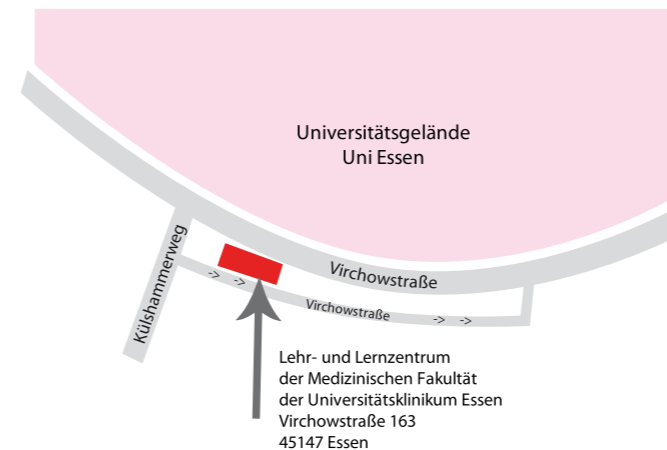 Universitätsgelände
Uni Essen
Külshammerweg
Virchowstraße
-> ->
Virchowstraße
-> ->
Lehr- und Lernzentrum
der Medizinischen Fakultät
der Universitätsklinikum Essen
Virchowstraße 163
45147 Essen